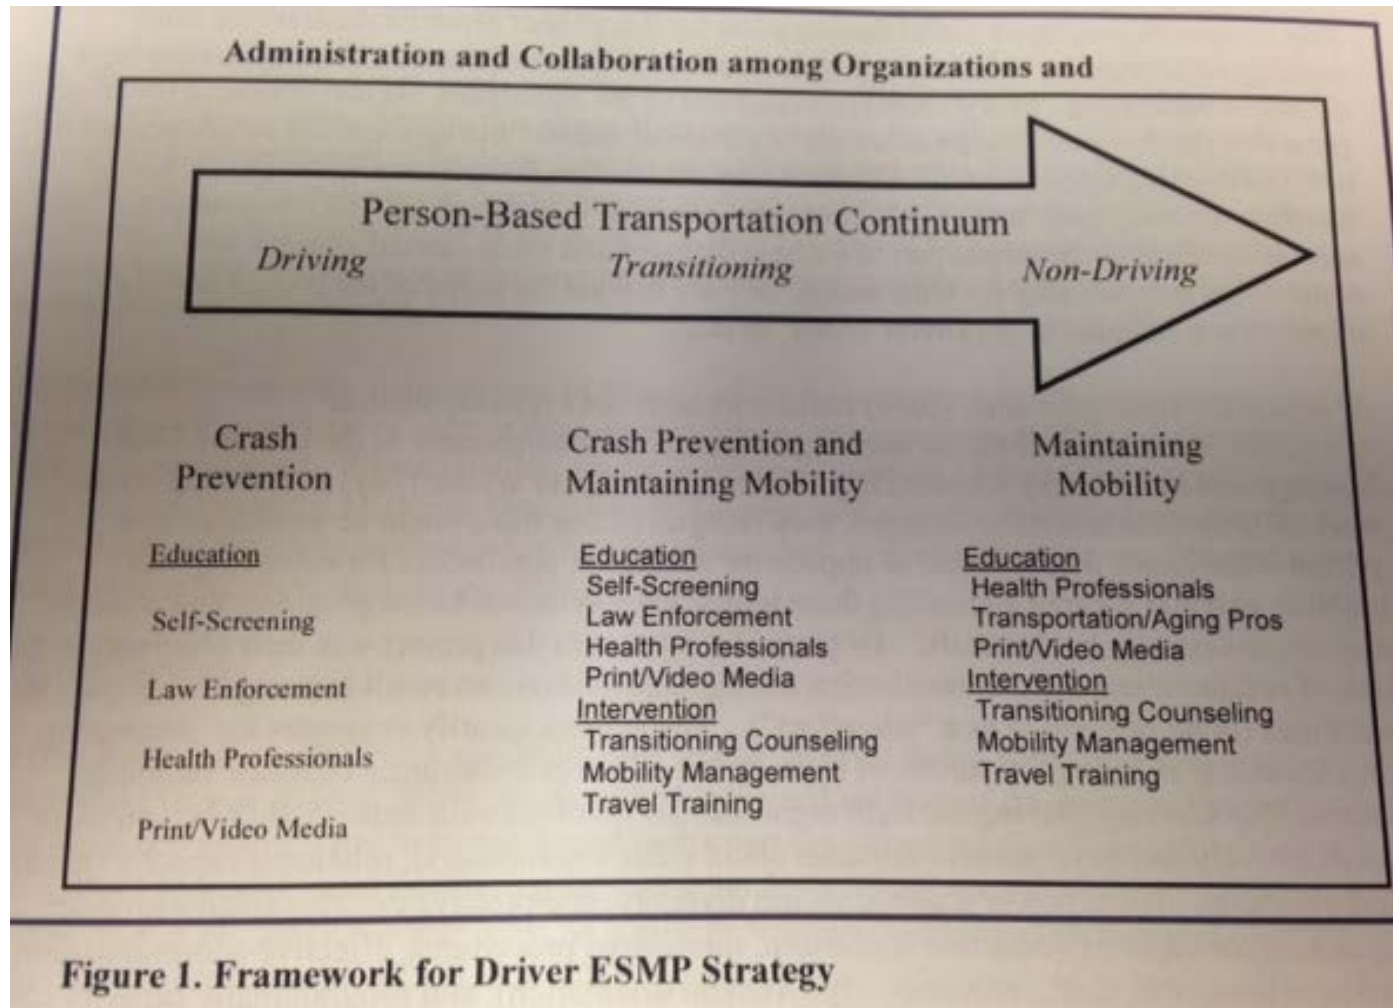 Administration and Collaboration among Organizations and
Person-Based Transportation Continuum
Driving Transitioning Non-Driving
Crash
Prevention
Education
Self-Screening
Law Enforcement
Health Professionals
Print/Video Media
Crash Prevention and
Maintaining Mobility
Education
Self-Screening
Law Enforcement
Health Professionals
Print/Video Media
Intervention
Transitioning Counseling
Mobility Management
Travel Training
Maintaining
Mobility
Education
Health Professionals
Transportation/Aging Pros
Print/Video Media
Intervention
Transitioning Counseling
Mobility Management
Travel Training
Figure 1. Framework for Driver ESMP Strategy